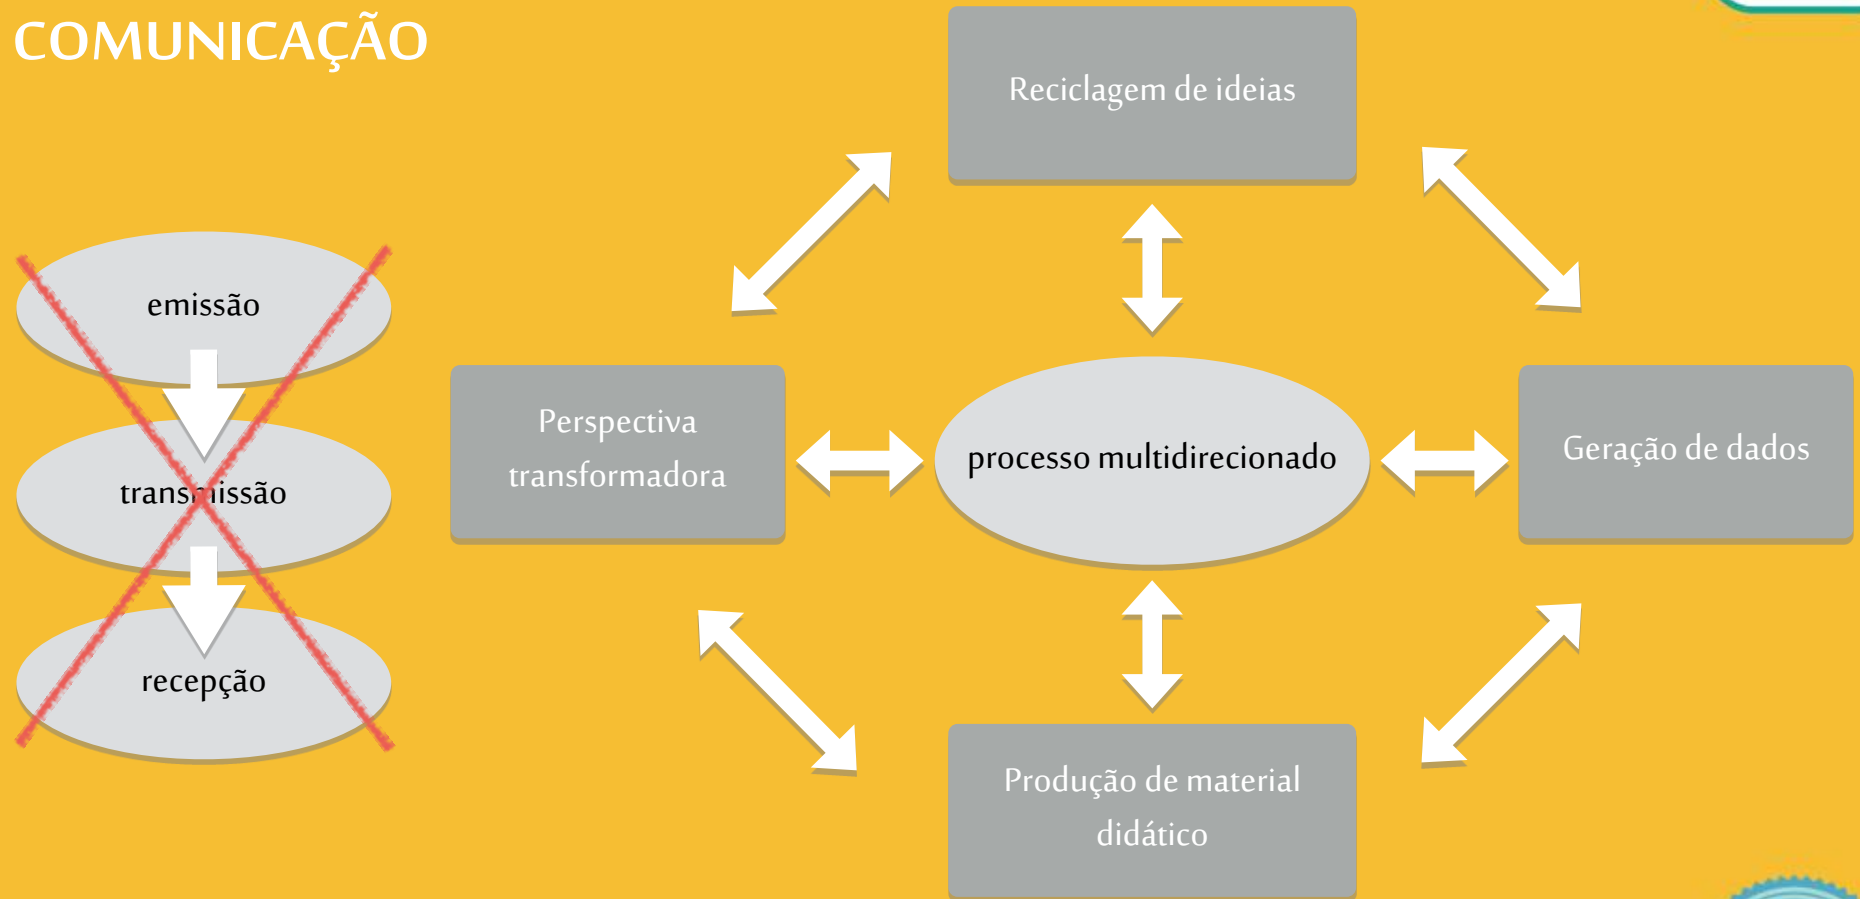 COMUNICAÇÃO
emissão
transmissão
recepção
Reciclagem de ideias
Perspectiva
transformadora
processo multidirecionado
Geração de dados
Produção de material
didático